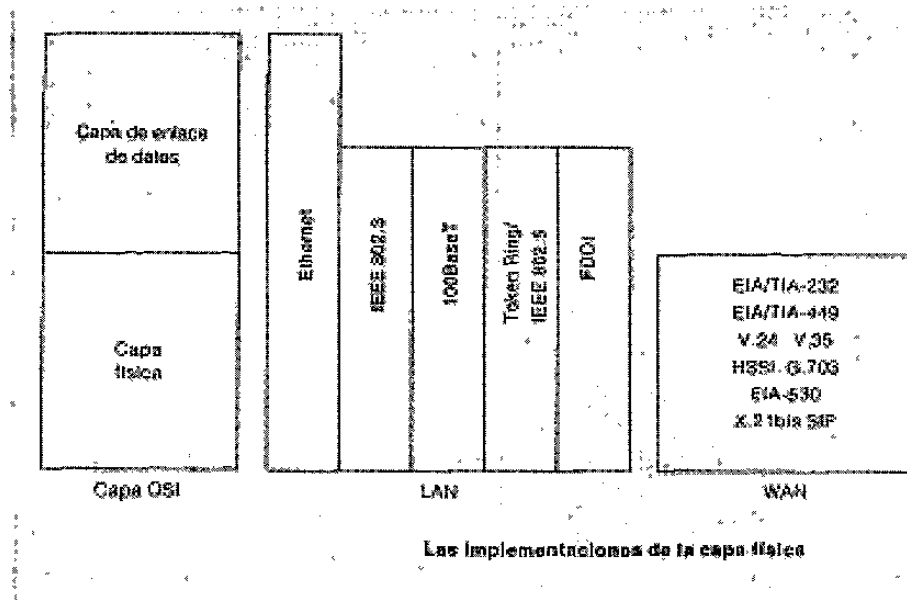 Capa de enlace
de datos
Capa
física
Capa OSI
Ethernet
IEEE 802.3
100BaseT
Token Ring/
IEEE 802.5
FDDI
LAN
EIA/TIA-232
EIA/TIA-449
V.24 V.35
HSSI G.703
EIA-530
X.21bis SIP
WAN
Las implementaciones de la capa física